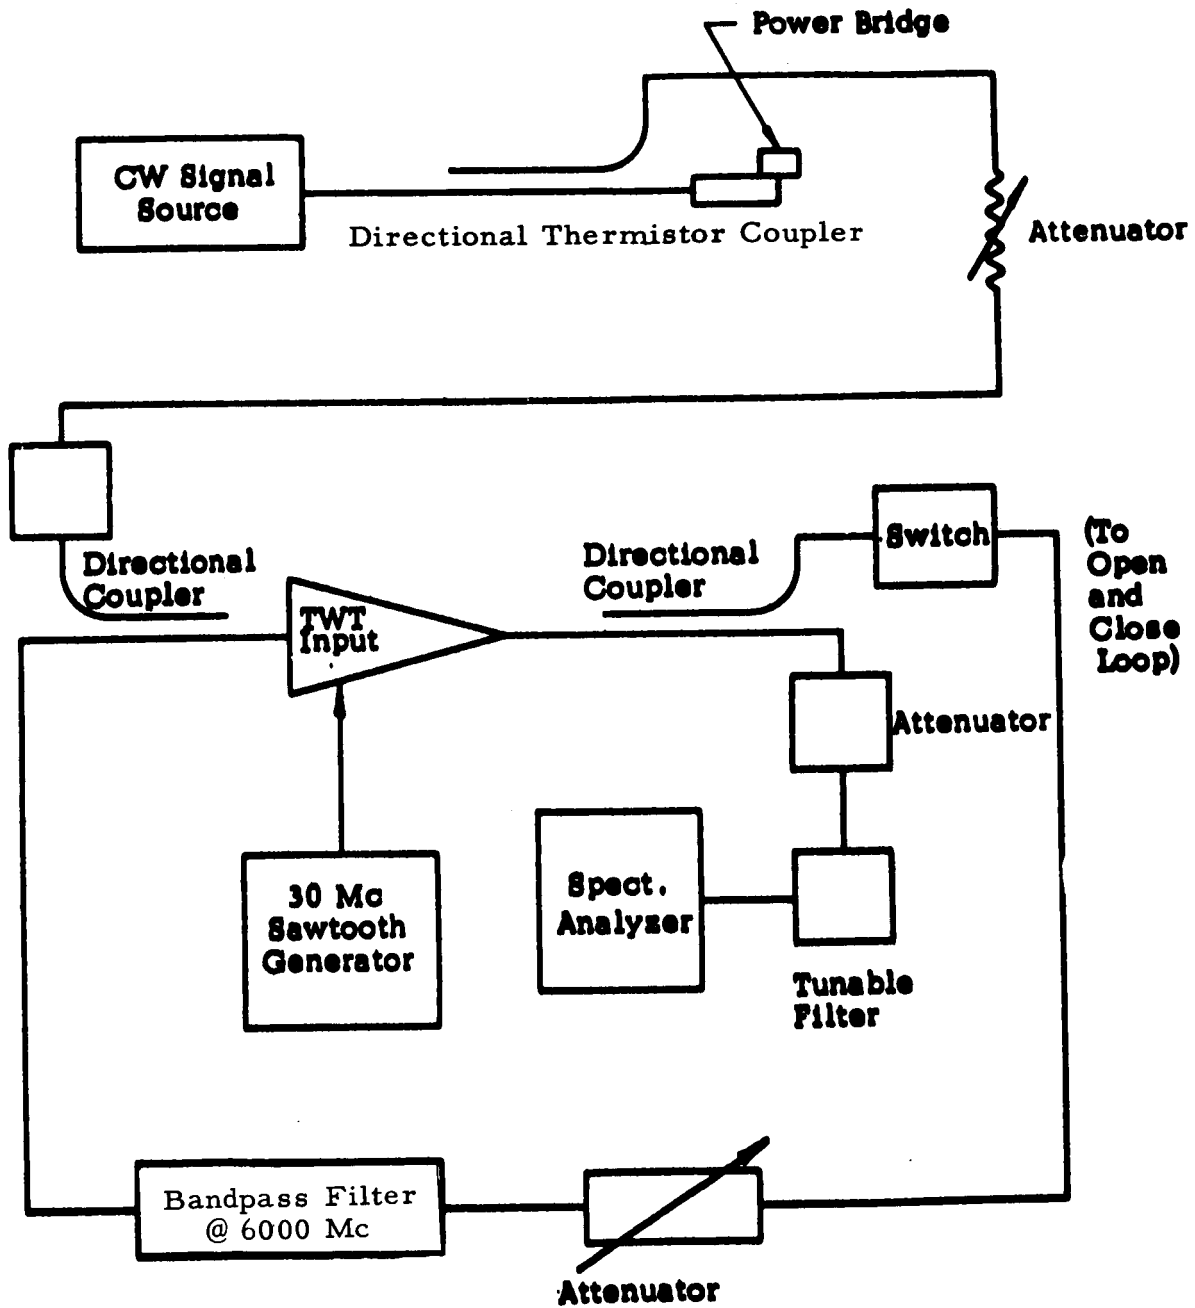 Power Bridge
CW Signal
Source
Directional Thermistor Coupler
Attenuator
Directional
Coupler
Directional
Coupler
Switch
(To
Open
and
Close
Loop)
TWT
Input
Attenuator
30 Mc
Sawtooth
Generator
Spect.
Analyzer
Tunable
Filter
Bandpass Filter
@ 6000 Mc
Attenuator